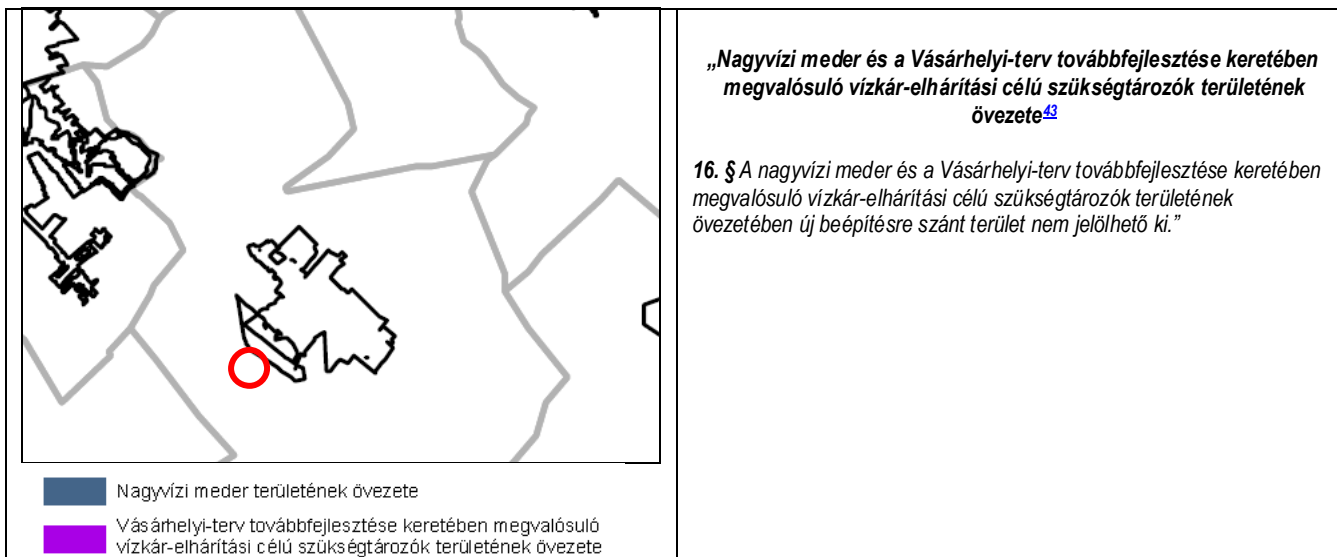 „Nagyvízi meder és a Vásárhelyi-terv továbbfejlesztése keretében
megvalósuló vízkár-elhárítási célú szükségtározók területének
övezete43
16. § A nagyvízi meder és a Vásárhelyi-terv továbbfejlesztése keretében
megvalósuló vízkár-elhárítási célú szükségtározók területének
övezetében új beépítésre szánt terület nem jelölhető ki.”
Nagyvízi meder területének övezete
Vásárhelyi-terv továbbfejlesztése keretében megvalósuló
vízkár-elhárítási célú szükségtározók területének övezete